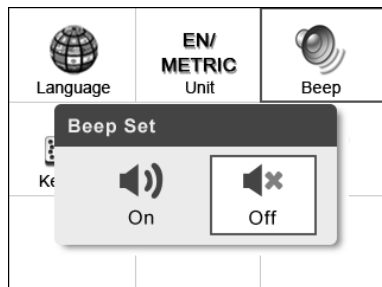 EN/
METRIC
Language
Unit
Beep
Beep Set
On
Off